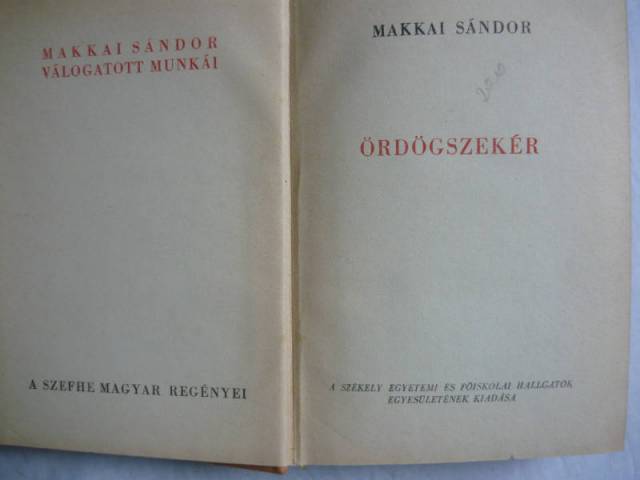 MAKKAI SÁNDOR
VÁLOGATOTT MUNKÁI
A SZEFHE MAGYAR REGÉNYEI
MAKKAI SÁNDOR
ÖRDÖGSZEKÉR
A SZÉKELY EGYETEMI ÉS FŐISKOLAI HALLGATÓK
EGYESÜLETÉNEK KIADÁSA